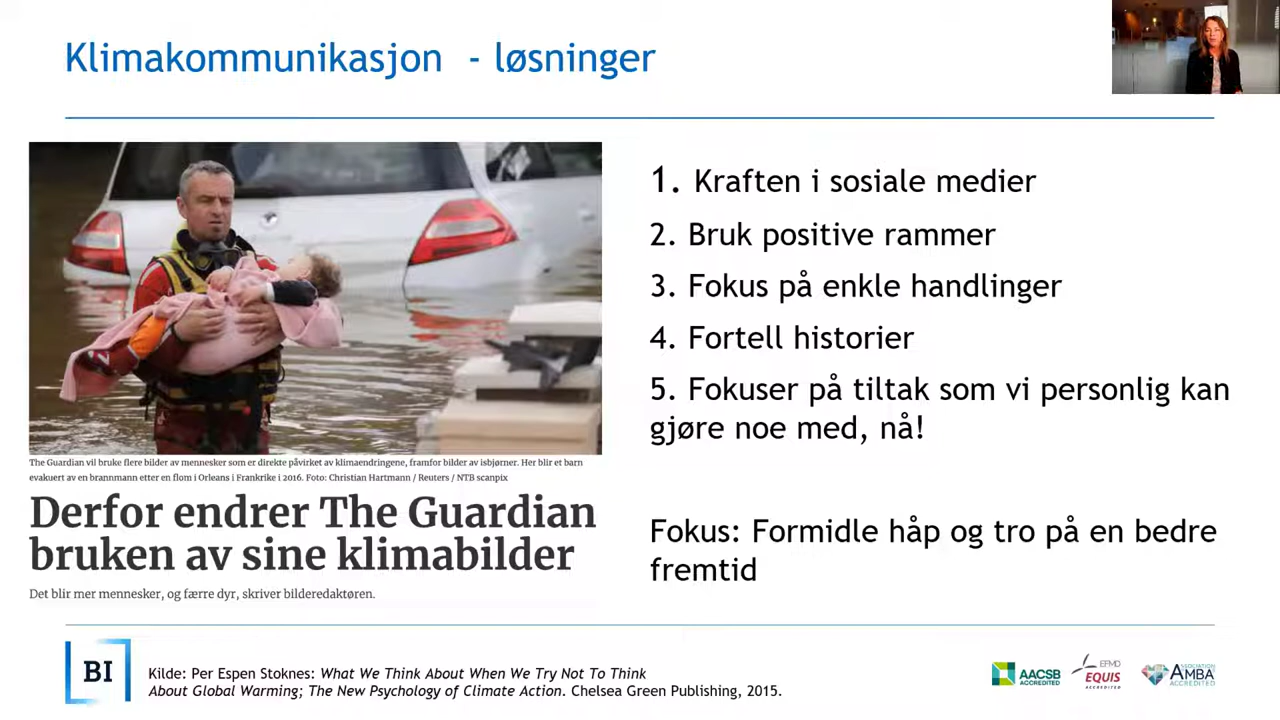 Klimakommunikasjon - løsninger
The Guardian vil bruke flere bilder av mennesker som er direkte påvirket av klimaendringene, framfor bilder av isbjørner. Her blir et barn
evakuert av en brannmann etter en flom i Orleans i Frankrike i 2016. Foto: Christian Hartmann / Reuters / NTB scanpix
Derfor endrer The Guardian
bruken av sine klimabilder
Det blir mer mennesker, og færre dyr, skriver bilderedaktøren.
1. Kraften i sosiale medier
2. Bruk positive rammer
3. Fokus på enkle handlinger
4. Fortell historier
5. Fokuser på tiltak som vi personlig kan
gjøre noe med, nå!
Fokus: Formidle håp og tro på en bedre
fremtid
BI
Kilde: Per Espen Stoknes: What We Think About When We Try Not To Think
About Global Warming; The New Psychology of Climate Action. Chelsea Green Publishing, 2015.
AACSB
ACCREDITED
EFMD
EQUIS
ACCREDITED
ASSOCIATION
AMBA
ACCREDITED